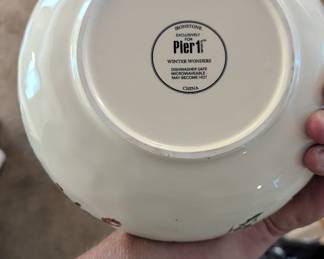 IRONSTONE
EXCLUSIVELY
FOR
Pier 1
WINTER WONDERS
DISHWASHER SAFE
MICROWAVEABLE -
MAY BECOME HOT
CHINA